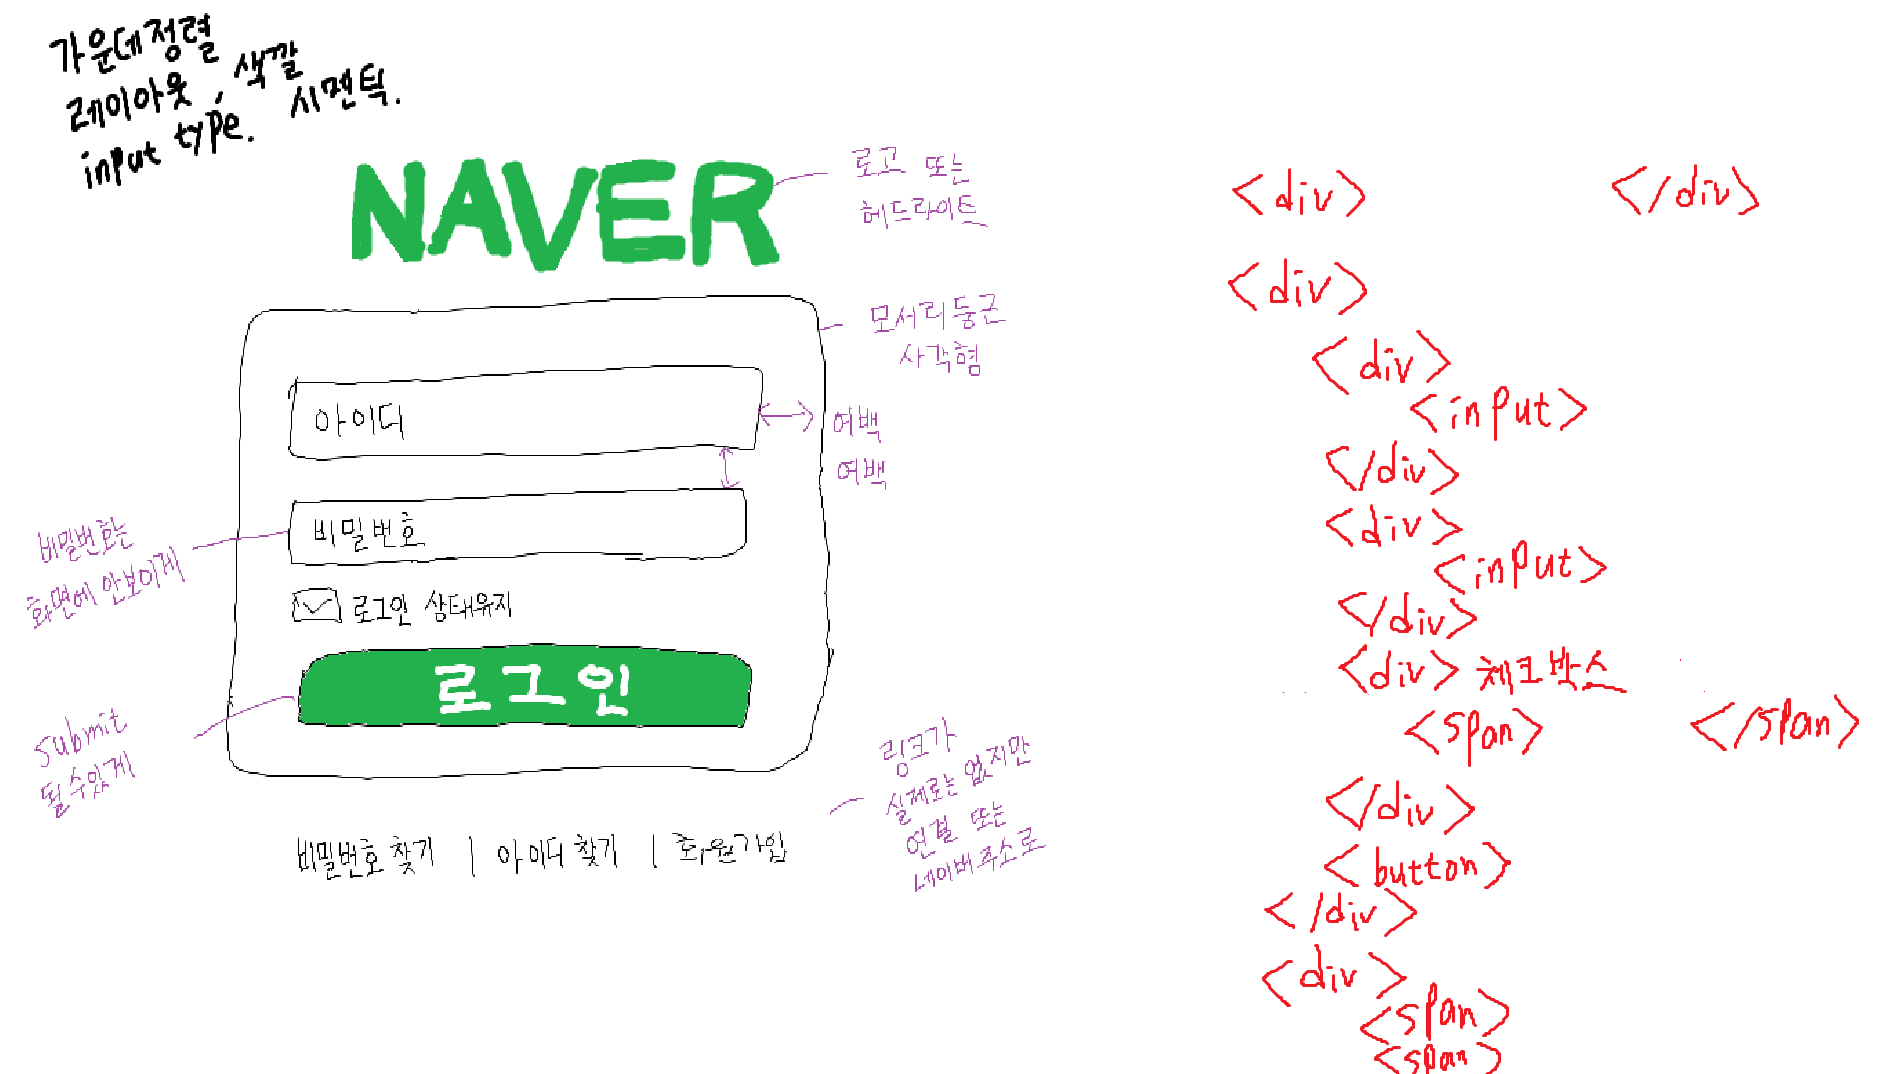 가운데정렬
레이아웃, 색깔
input type. 시멘틱.
NAVER
로고 또는
헤드라이트
모서리 둥근
사각형
아이디
여백
여백
비밀번호
비밀번호는
화면에 안보이게
로그인 상태유지
로그인
submit
될수있게
링크가
실제로는 없지만
연결 또는
네이버주소로
비밀번호 찾기 | 아이디 찾기 | 회원가입
<div> </div>
<div>
<div>
<input>
</div>
<div>
<input>
</div>
<div> 체크박스
<span> </span>
</div>
<button>
</div>
<div>
<span>
<span>